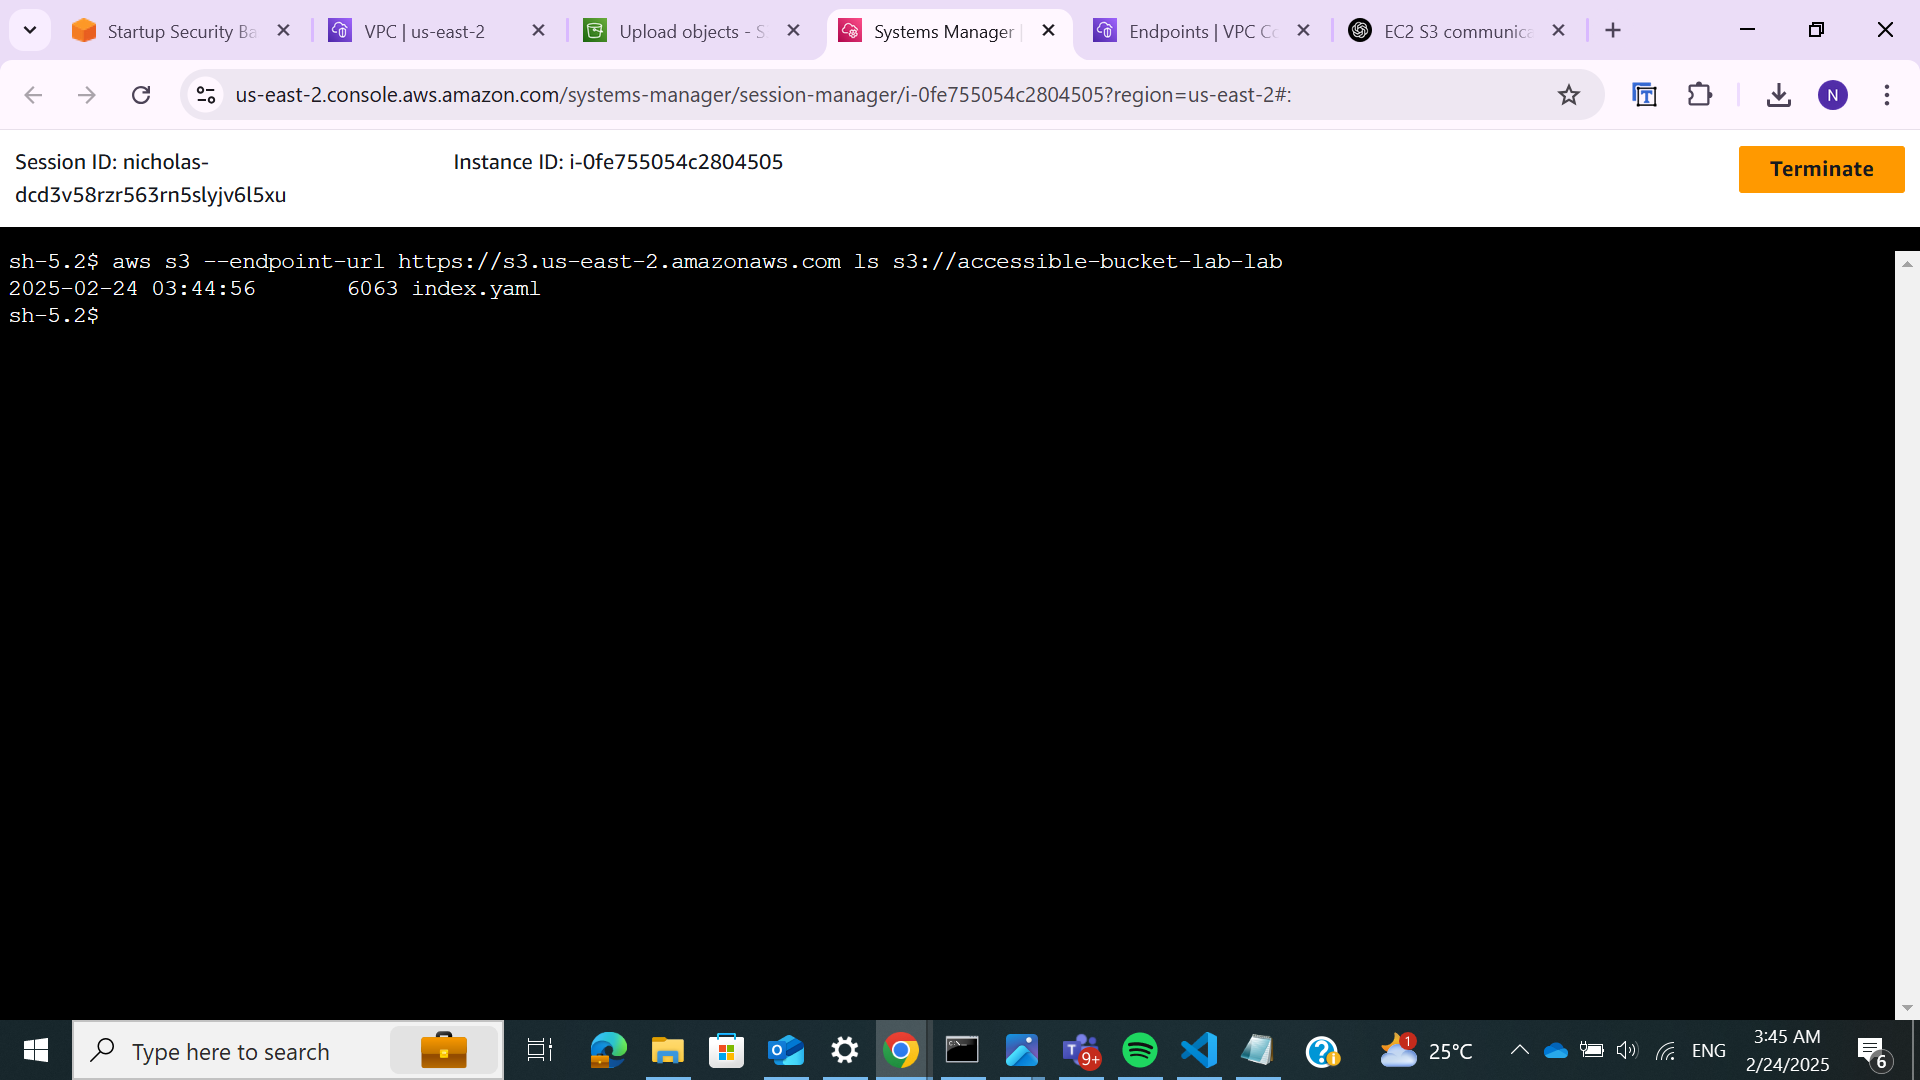 Startup Security Ba
VPC | us-east-2
Upload objects - S
Systems Manager
Endpoints | VPC Co
EC2 S3 communica
us-east-2.console.aws.amazon.com/systems-manager/session-manager/i-0fe755054c2804505?region=us-east-2#:
N
Session ID: nicholas-
dcd3v58rzr563rn5slyjv6l5xu
Instance ID: i-0fe755054c2804505
Terminate
sh-5.2$ aws s3 --endpoint-url https://s3.us-east-2.amazonaws.com ls s3://accessible-bucket-lab-lab
2025-02-24 03:44:56       6063 index.yaml
sh-5.2$
Type here to search
9+
1
25°C
ENG
3:45 AM
2/24/2025
6